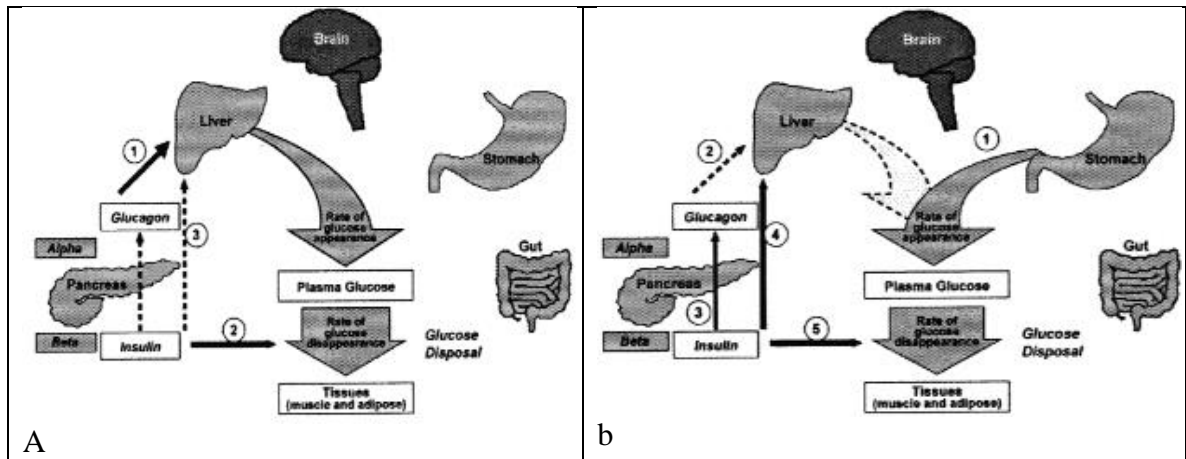 Brain
Liver
Stomach
1
Glucagon
3
Alpha
Rate of
glucose
appearance
Pancreas
Gut
Plasma Glucose
Beta
Insulin
2
Rate of
glucose
disappearance
Glucose
Disposal
Tissues
(muscle and adipose)
A
Brain
Liver
1
Stomach
2
Glucagon
4
Alpha
Rate of
glucose
appearance
Pancreas
Gut
Plasma Glucose
3
Beta
Insulin
5
Rate of
glucose
disappearance
Glucose
Disposal
Tissues
(muscle and adipose)
b